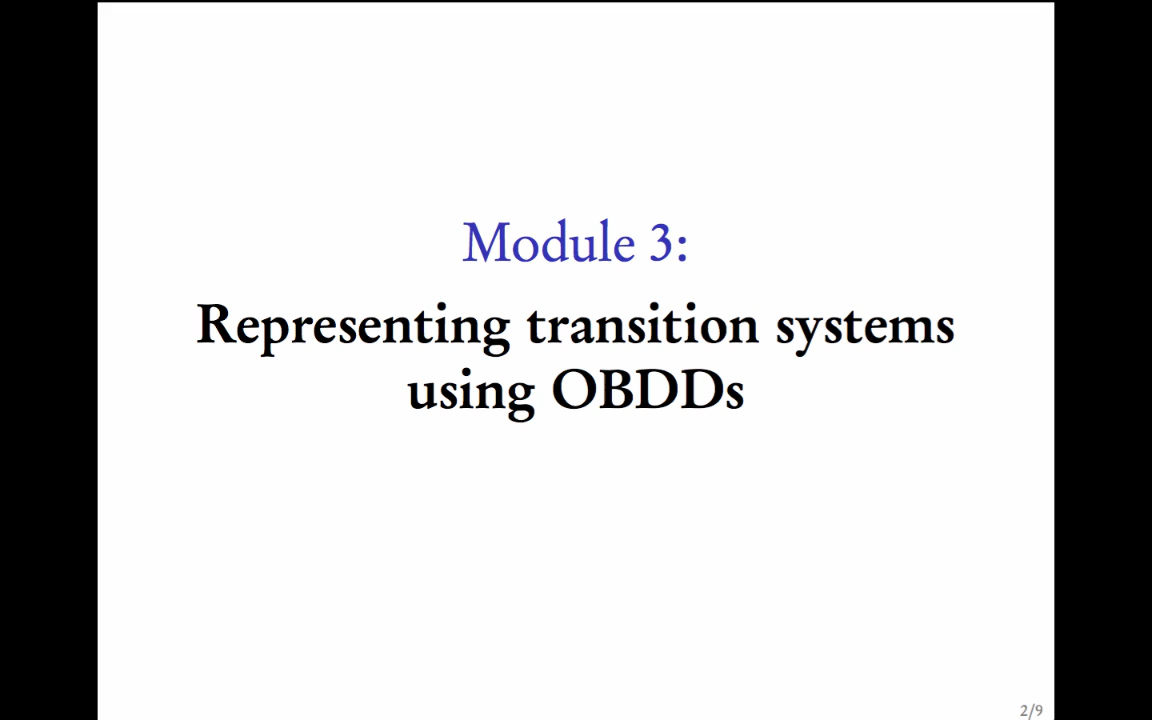 Module 3:
Representing transition systems
using OBDDs
2/9